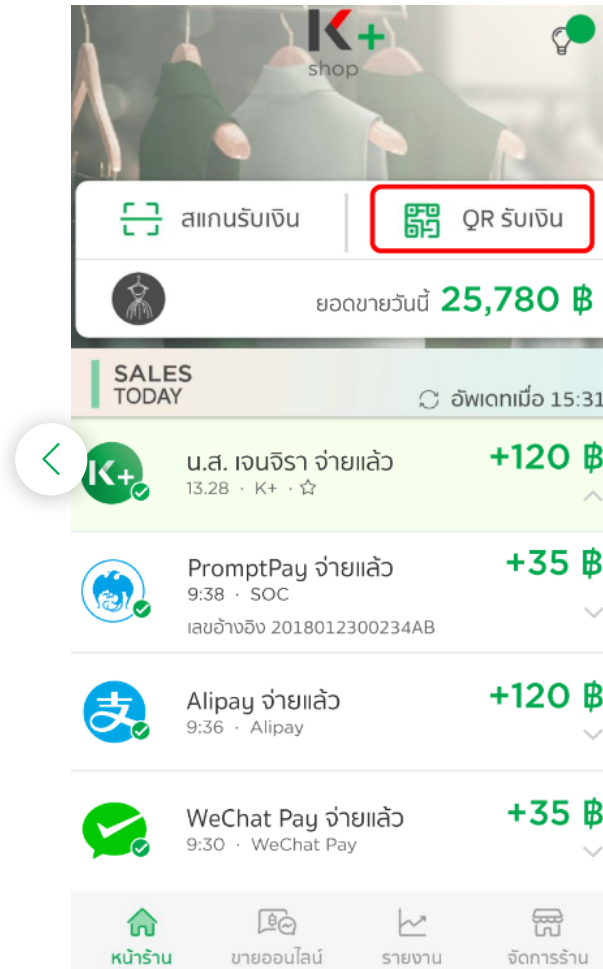 K+
shop
สแกนรับเงิน
QR รับเงิน
ยอดขายวันนี้ 25,780 ฿
SALES
TODAY
อัพเดทเมื่อ 15:31
น.ส. เจนจิรา จ่ายแล้ว +120 ฿
K+
13.28 · K+ · ☆
PromptPay จ่ายแล้ว +35 ฿
9:38 · SOC
เลขอ้างอิง 2018012300234AB
Alipay จ่ายแล้ว +120 ฿
支
9:36 · Alipay
WeChat Pay จ่ายแล้ว +35 ฿
9:30 · WeChat Pay
หน้าร้าน ขายออนไลน์ รายงาน จัดการร้าน